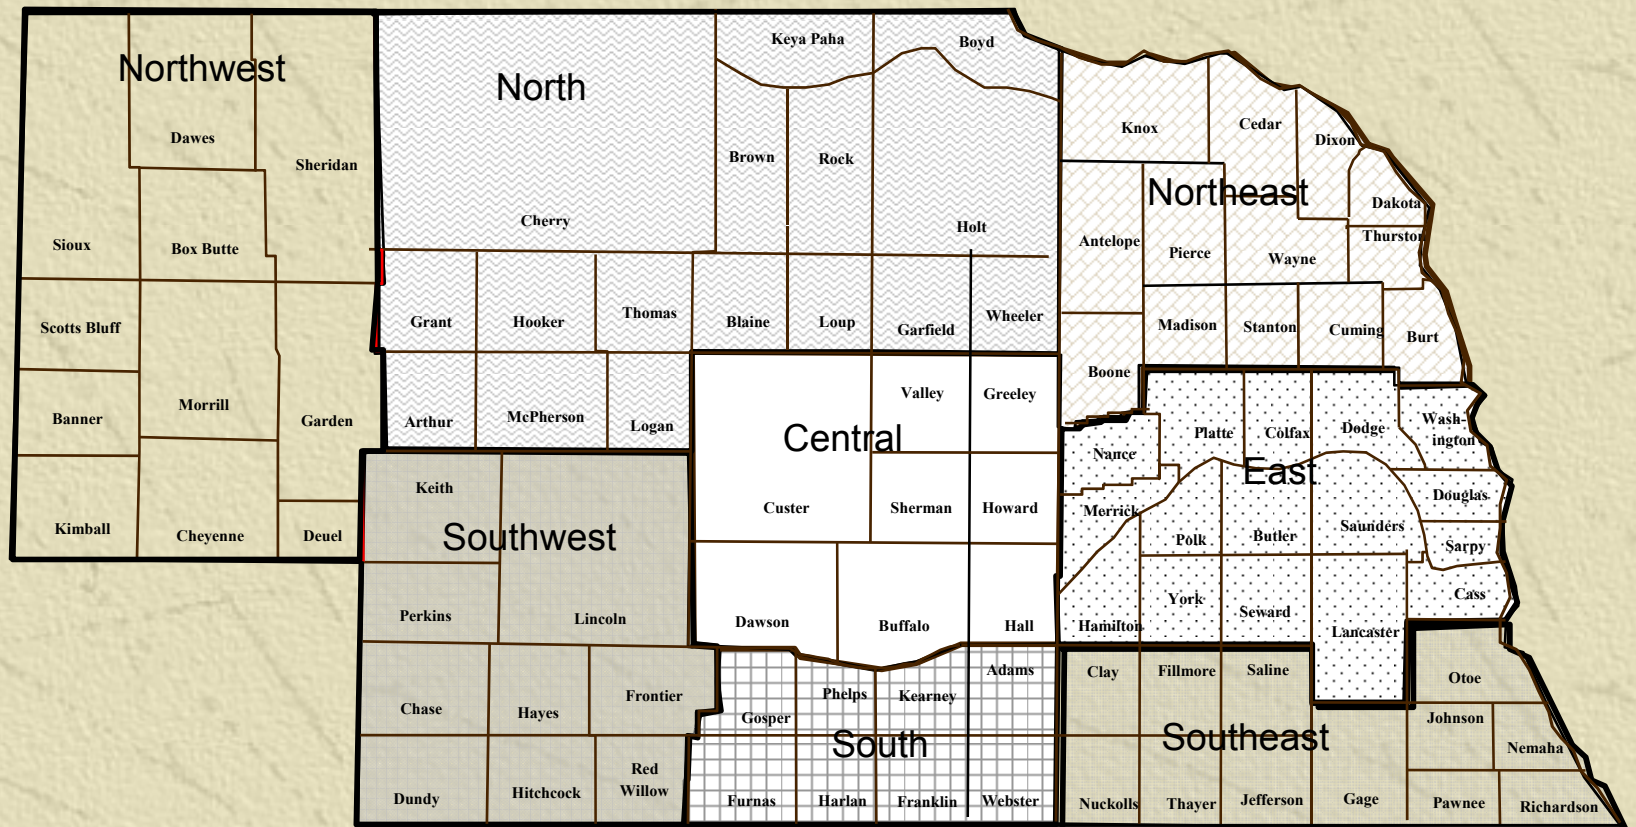 Northwest
North
Keya Paha
Boyd
Knox
Cedar
Dixon
Dawes
Sheridan
Brown
Rock
Northeast
Dakota
Cherry
Holt
Thurston
Sioux
Box Butte
Antelope
Pierce
Wayne
Scotts Bluff
Grant
Hooker
Thomas
Blaine
Loup
Garfield
Wheeler
Madison
Stanton
Cuming
Burt
Boone
Banner
Morrill
Garden
Arthur
McPherson
Logan
Valley
Greeley
Central
Nance
Platte
Colfax
Dodge
Wash-
ington
East
Keith
Custer
Sherman
Howard
Merrick
Douglas
Kimball
Cheyenne
Deuel
Southwest
Polk
Butler
Saunders
Sarpy
Perkins
Lincoln
Dawson
Buffalo
Hall
Hamilton
York
Seward
Lancaster
Cass
Chase
Hayes
Frontier
Gosper
Phelps
Kearney
Adams
Clay
Fillmore
Saline
Otoe
South
Southeast
Johnson
Nemaha
Dundy
Hitchcock
Red
Willow
Furnas
Harlan
Franklin
Webster
Nuckolls
Thayer
Jefferson
Gage
Pawnee
Richardson